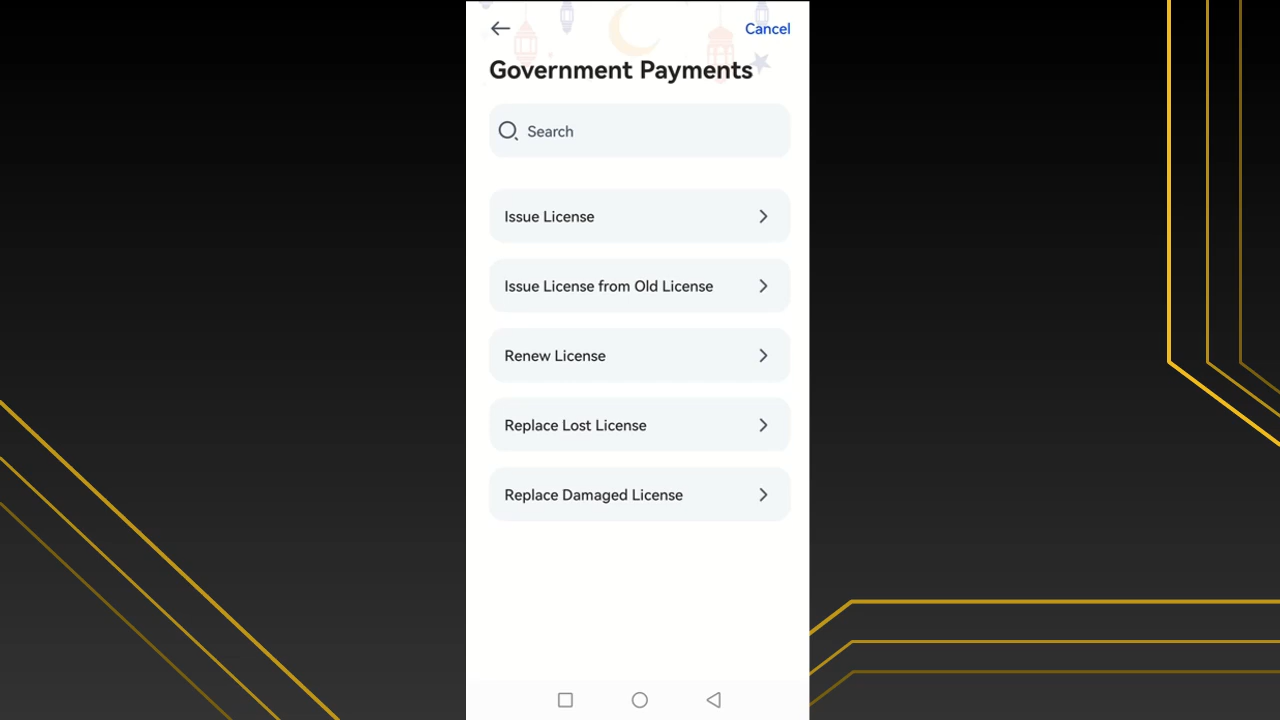 Cancel
Government Payments
Search
Issue License
Issue License from Old License
Renew License
Replace Lost License
Replace Damaged License